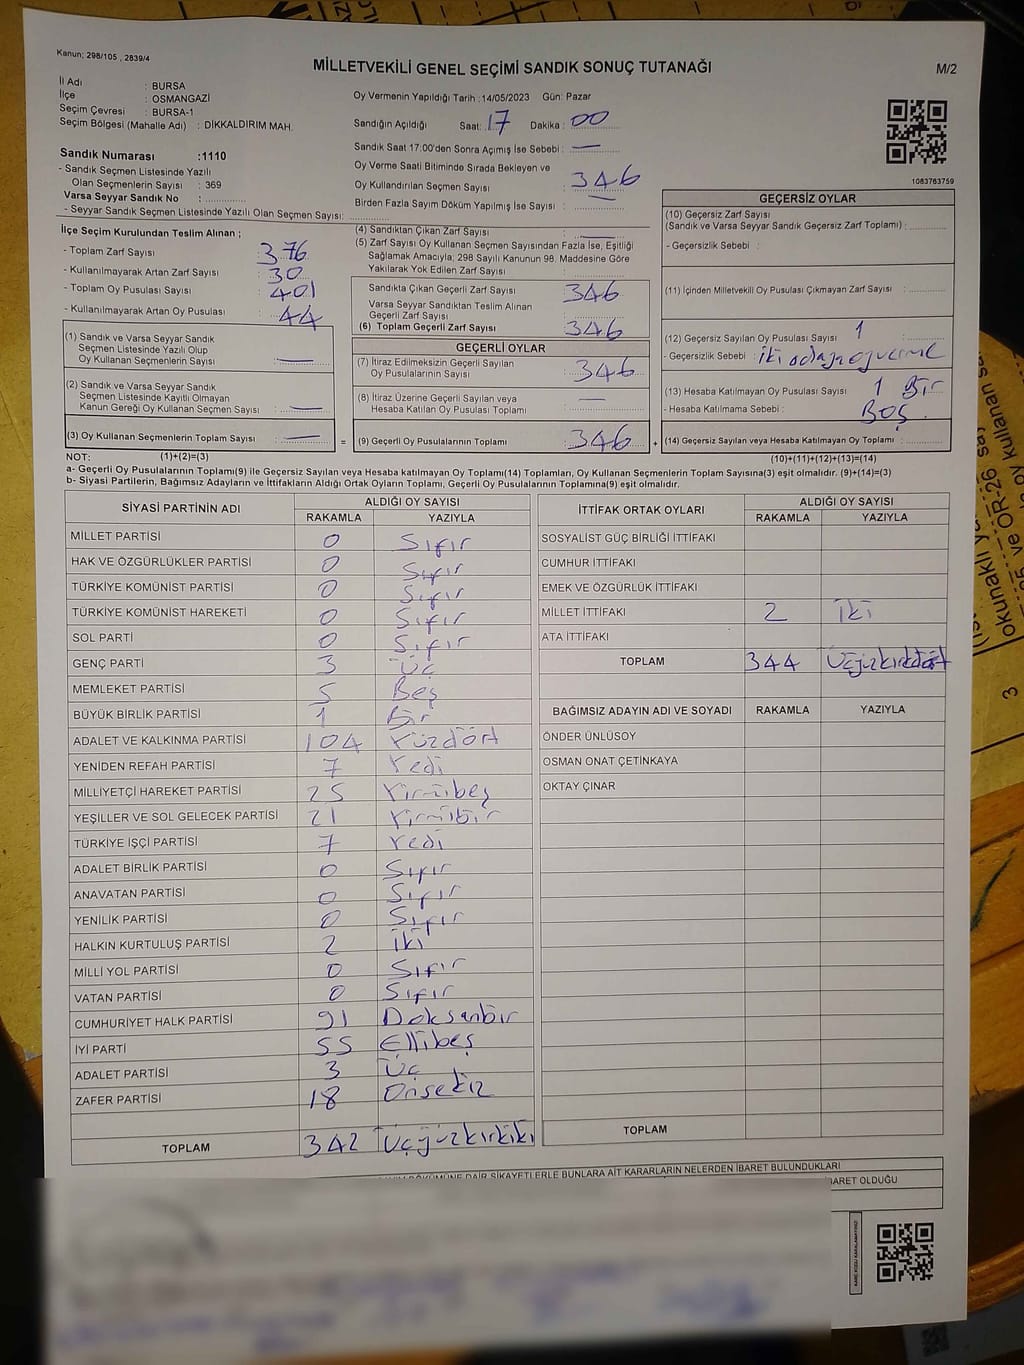 Kanun; 298/105 , 2839/4
MİLLETVEKİLİ GENEL SEÇİMİ SANDIK SONUÇ TUTANAĞI
M/2
İl Adı : BURSA
İlçe : OSMANGAZİ
Seçim Çevresi : BURSA-1
Seçim Bölgesi (Mahalle Adı) : DİKKALDIRIM MAH.
Oy Vermenin Yapıldığı Tarih :14/05/2023 Gün: Pazar
Sandığın Açıldığı Saat: 17 Dakika : 00
Sandık Saat 17:00'den Sonra Açımış İse Sebebi : —
Oy Verme Saati Bitiminde Sırada Bekleyen ve
Oy Kullandırılan Seçmen Sayısı : 346
Birden Fazla Sayım Döküm Yapılmış İse Sayısı : —
1083763759
Sandık Numarası :1110
- Sandık Seçmen Listesinde Yazılı
Olan Seçmenlerin Sayısı : 369
Varsa Seyyar Sandık No :
- Seyyar Sandık Seçmen Listesinde Yazılı Olan Seçmen Sayısı:
İlçe Seçim Kurulundan Teslim Alınan ;
- Toplam Zarf Sayısı : 376
- Kullanılmayarak Artan Zarf Sayısı : 30
- Toplam Oy Pusulası Sayısı : 401
- Kullanılmayarak Artan Oy Pusulası : 44
(1) Sandık ve Varsa Seyyar Sandık
Seçmen Listesinde Yazılı Olup
Oy Kullanan Seçmenlerin Sayısı : —
(2) Sandık ve Varsa Seyyar Sandık
Seçmen Listesinde Kayıtlı Olmayan
Kanun Gereği Oy Kullanan Seçmen Sayısı : —
(3) Oy Kullanan Seçmenlerin Toplam Sayısı : —
(4) Sandıktan Çıkan Zarf Sayısı : —
(5) Zarf Sayısı Oy Kullanan Seçmen Sayısından Fazla İse, Eşitliği
Sağlamak Amacıyla; 298 Sayılı Kanunun 98. Maddesine Göre
Yakılarak Yok Edilen Zarf Sayısı :
Sandıkta Çıkan Geçerli Zarf Sayısı : 346
Varsa Seyyar Sandıktan Teslim Alınan
Geçerli Zarf Sayısı :
(6) Toplam Geçerli Zarf Sayısı : 346
GEÇERLİ OYLAR
(7) İtiraz Edilmeksizin Geçerli Sayılan
Oy Pusulalarının Sayısı : 346
(8) İtiraz Üzerine Geçerli Sayılan veya
Hesaba Katılan Oy Pusulası Toplamı : —
= (9) Geçerli Oy Pusulalarının Toplamı : 346 +
GEÇERSİZ OYLAR
(10) Geçersiz Zarf Sayısı
(Sandık ve Varsa Seyyar Sandık Geçersiz Zarf Toplamı) :
- Geçersizlik Sebebi :
(11) İçinden Milletvekili Oy Pusulası Çıkmayan Zarf Sayısı :
(12) Geçersiz Sayılan Oy Pusulası Sayısı : 1
- Geçersizlik Sebebi : iki adaya oy verme
(13) Hesaba Katılmayan Oy Pusulası Sayısı : 1 Bir
- Hesaba Katılmama Sebebi : Boş.
(14) Geçersiz Sayılan veya Hesaba Katılmayan Oy Toplamı :
NOT: (1)+(2)=(3)
(10)+(11)+(12)+(13)=(14)
a- Geçerli Oy Pusulalarının Toplamı(9) ile Geçersiz Sayılan veya Hesaba katılmayan Oy Toplamı(14) Toplamları, Oy Kullanan Seçmenlerin Toplam Sayısına(3) eşit olmalıdır. (9)+(14)=(3)
b- Siyasi Partilerin, Bağımsız Adayların ve İttifakların Aldığı Ortak Oyların Toplamı, Geçerli Oy Pusulalarının Toplamına(9) eşit olmalıdır.
SİYASİ PARTİNİN ADI ALDIĞI OY SAYISI
RAKAMLA YAZIYLA
MİLLET PARTİSİ 0 Sıfır
HAK VE ÖZGÜRLÜKLER PARTİSİ 0 Sıfır
TÜRKİYE KOMÜNİST PARTİSİ 0 Sıfır
TÜRKİYE KOMÜNİST HAREKETİ 0 Sıfır
SOL PARTİ 0 Sıfır
GENÇ PARTİ 3 Üç
MEMLEKET PARTİSİ 5 Beş
BÜYÜK BİRLİK PARTİSİ 1 Bir
ADALET VE KALKINMA PARTİSİ 104 Yüzdört
YENİDEN REFAH PARTİSİ 7 Yedi
MİLLİYETÇİ HAREKET PARTİSİ 25 Yirmibeş
YEŞİLLER VE SOL GELECEK PARTİSİ 21 Yirmibir
TÜRKİYE İŞÇİ PARTİSİ 7 Yedi
ADALET BİRLİK PARTİSİ 0 Sıfır
ANAVATAN PARTİSİ 0 Sıfır
YENİLİK PARTİSİ 0 Sıfır
HALKIN KURTULUŞ PARTİSİ 2 iki
MİLLİ YOL PARTİSİ 0 Sıfır
VATAN PARTİSİ 0 Sıfır
CUMHURİYET HALK PARTİSİ 91 Doksanbir
İYİ PARTİ 55 Ellibeş
ADALET PARTİSİ 3 Üç
ZAFER PARTİSİ 18 Onsekiz
TOPLAM 342 Üçyüzkırkiki
İTTİFAK ORTAK OYLARI ALDIĞI OY SAYISI
RAKAMLA YAZIYLA
SOSYALİST GÜÇ BİRLİĞİ İTTİFAKI
CUMHUR İTTİFAKI
EMEK VE ÖZGÜRLÜK İTTİFAKI
MİLLET İTTİFAKI 2 iki
ATA İTTİFAKI
TOPLAM 344 Üçyüzkırkdört
BAĞIMSIZ ADAYIN ADI VE SOYADI RAKAMLA YAZIYLA
ÖNDER ÜNLÜSOY
OSMAN ONAT ÇETİNKAYA
OKTAY ÇINAR
TOPLAM
DAİR ŞİKAYETLERLE BUNLARA AİT KARARLARIN NELERDEN İBARET BULUNDUKLARI
OLDUĞU
KARE KODU KARALAMAYINIZ!
okunaklı
ve OR-26 say
oy kullanan
3